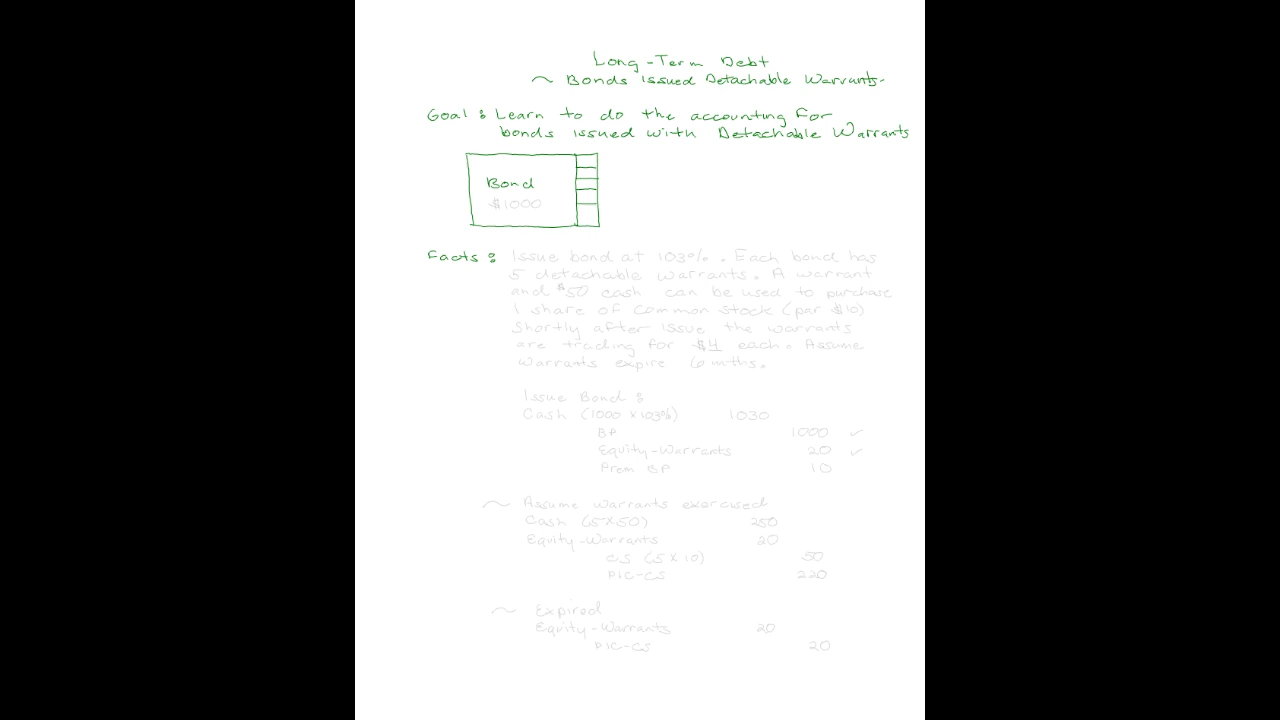 Long-Term Debt
~ Bonds Issued Detachable Warrants-
Goal: Learn to do the accounting for
bonds issued with Detachable Warrants
Bond
$1000
Facts: Issue bond at 103%. Each bond has
5 detachable warrants. A warrant
and $50 cash can be used to purchase
1 share of common stock (par $10)
Shortly after issue the warrants
are trading for $4 each. Assume
warrants expire 6 mths.
Issue Bond:
Cash (1000 x 103%) 1030
BP 1000 ✓
Equity-Warrants 20 ✓
Prem BP 10
~ Assume warrants exercised
Cash (5x50) 250
Equity-Warrants 20
CS (5 x 10) 50
PIC-CS 220
~ Expired
Equity-Warrants 20
PIC-CS 20